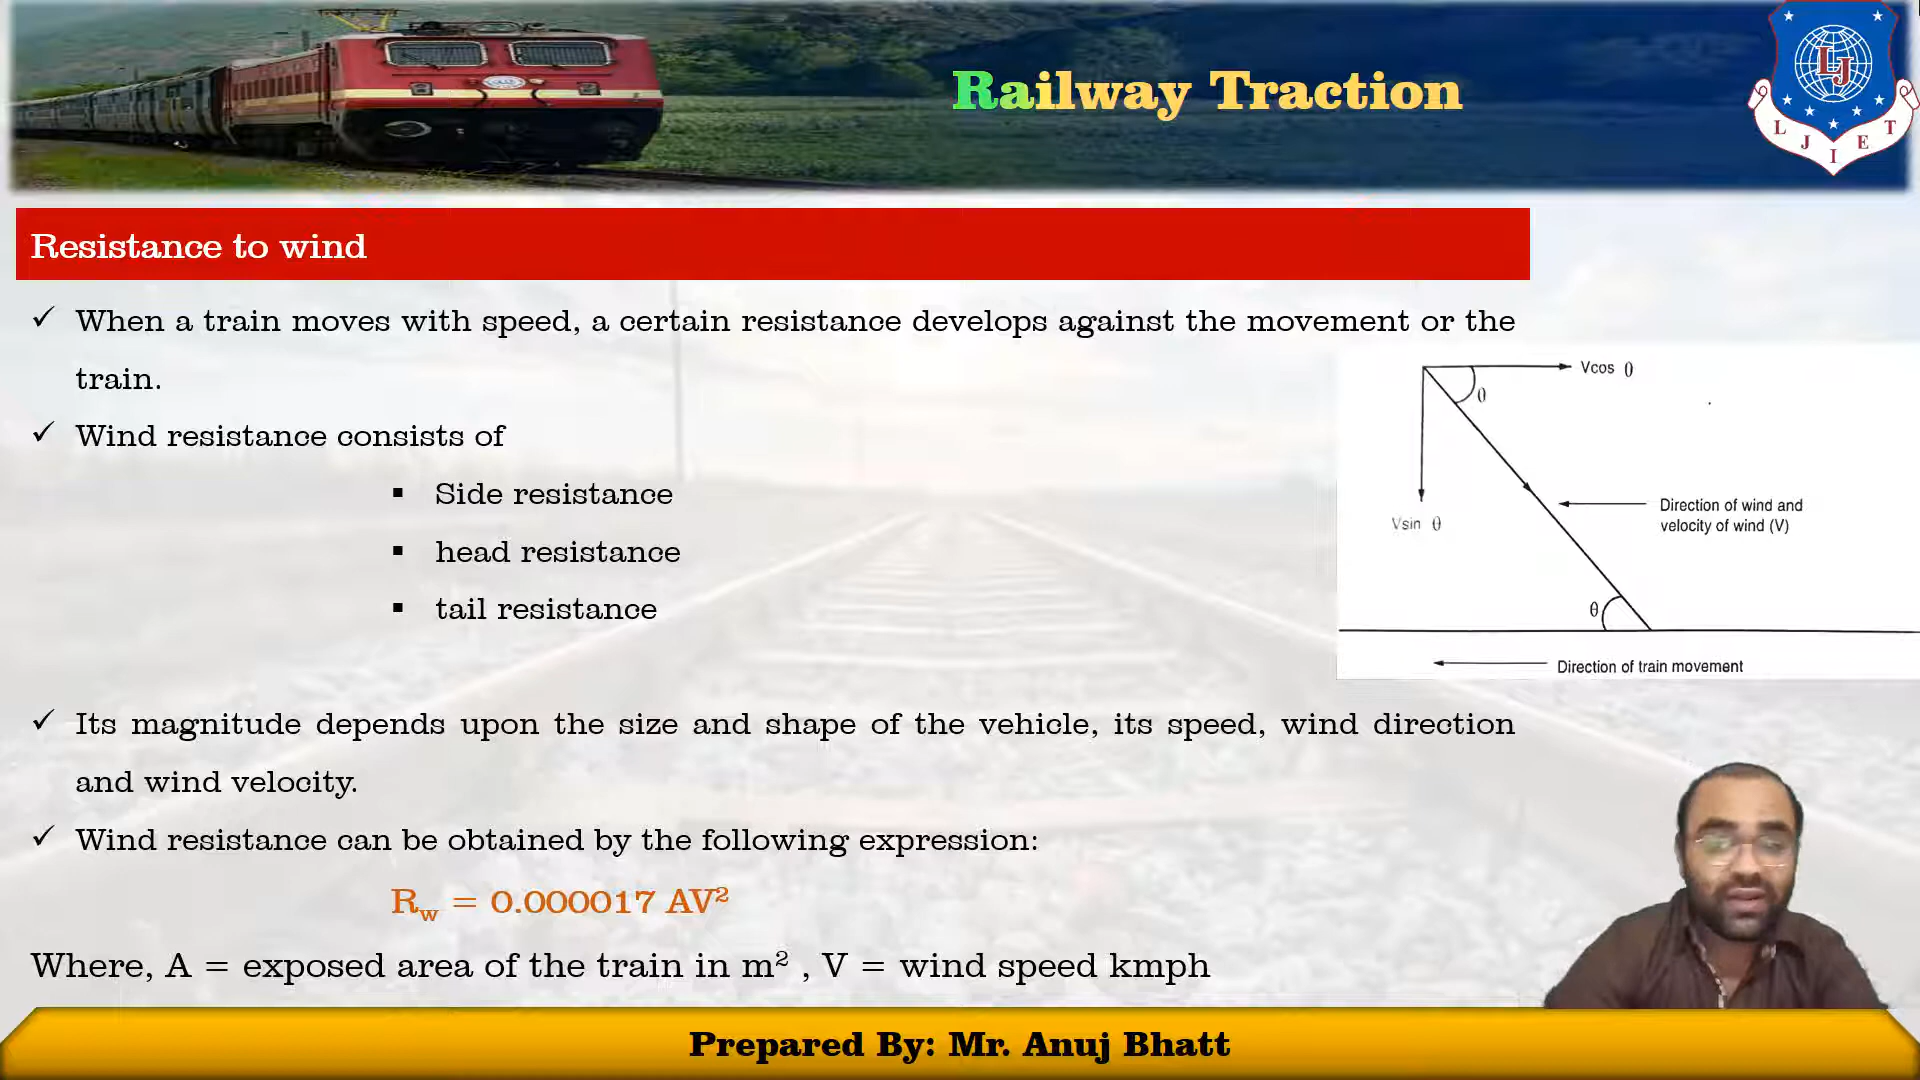 Railway Traction
L J I E T
LJ
Resistance to wind
✓ When a train moves with speed, a certain resistance develops against the movement or the
train.
✓ Wind resistance consists of
▪ Side resistance
▪ head resistance
▪ tail resistance
Vcos θ
θ
Vsin θ
Direction of wind and
velocity of wind (V)
θ
Direction of train movement
✓ Its magnitude depends upon the size and shape of the vehicle, its speed, wind direction
and wind velocity.
✓ Wind resistance can be obtained by the following expression:
R_w = 0.000017 AV²
Where, A = exposed area of the train in m² , V = wind speed kmph
Prepared By: Mr. Anuj Bhatt